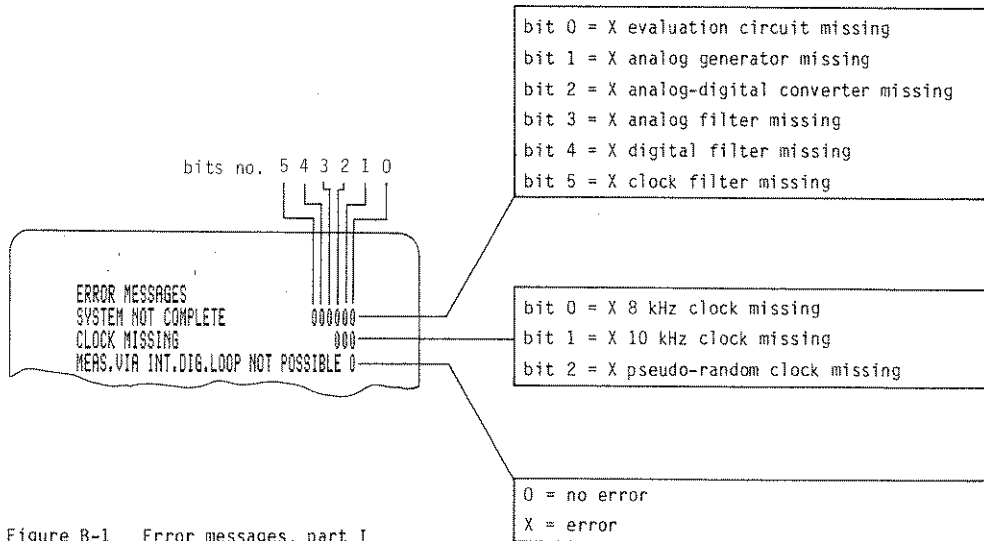 bit 0 = X evaluation circuit missing
bit 1 = X analog generator missing
bit 2 = X analog-digital converter missing
bit 3 = X analog filter missing
bit 4 = X digital filter missing
bit 5 = X clock filter missing
bits no. 5 4 3 2 1 0
ERROR MESSAGES
SYSTEM NOT COMPLETE 000000
CLOCK MISSING 000
MEAS.VIA INT.DIG.LOOP NOT POSSIBLE 0
bit 0 = X 8 kHz clock missing
bit 1 = X 10 kHz clock missing
bit 2 = X pseudo-random clock missing
0 = no error
X = error
Figure B-1 Error messages, part I